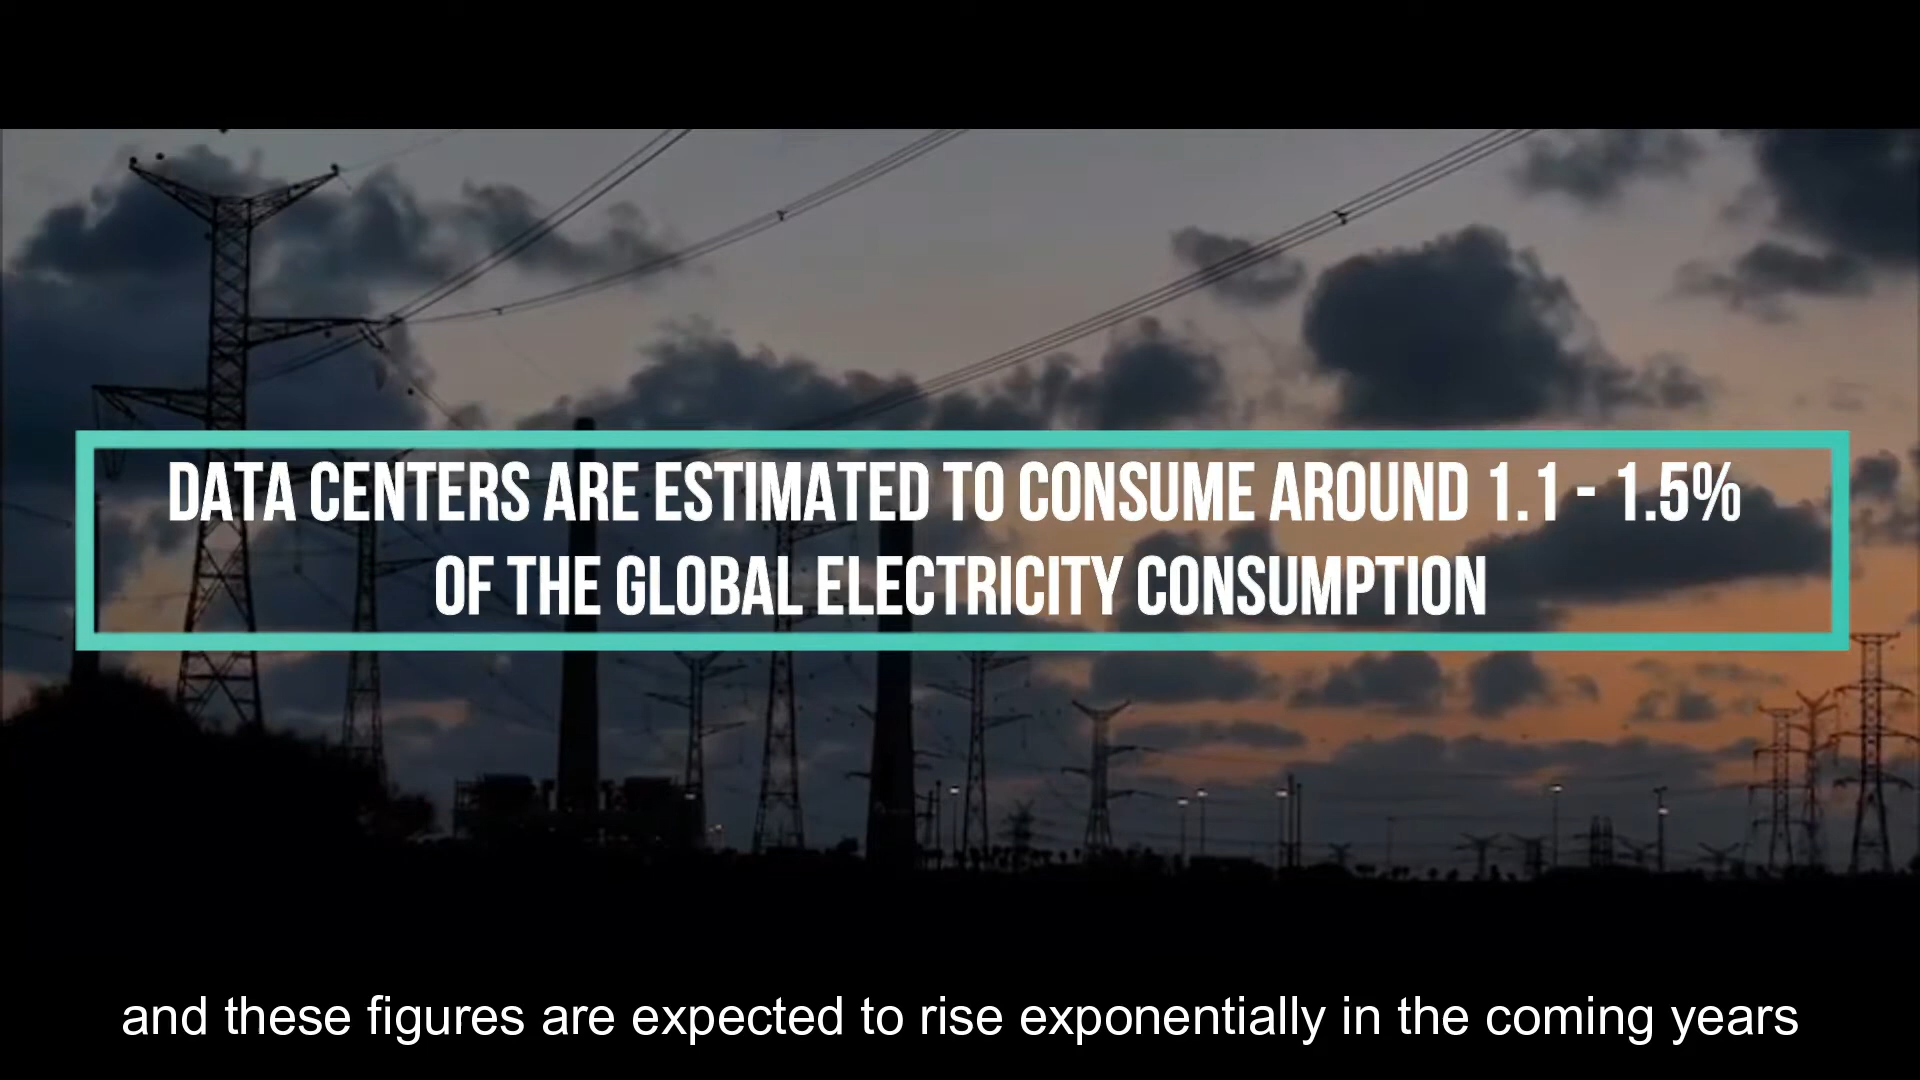 DATA CENTERS ARE ESTIMATED TO CONSUME AROUND 1.1 - 1.5%
OF THE GLOBAL ELECTRICITY CONSUMPTION
and these figures are expected to rise exponentially in the coming years